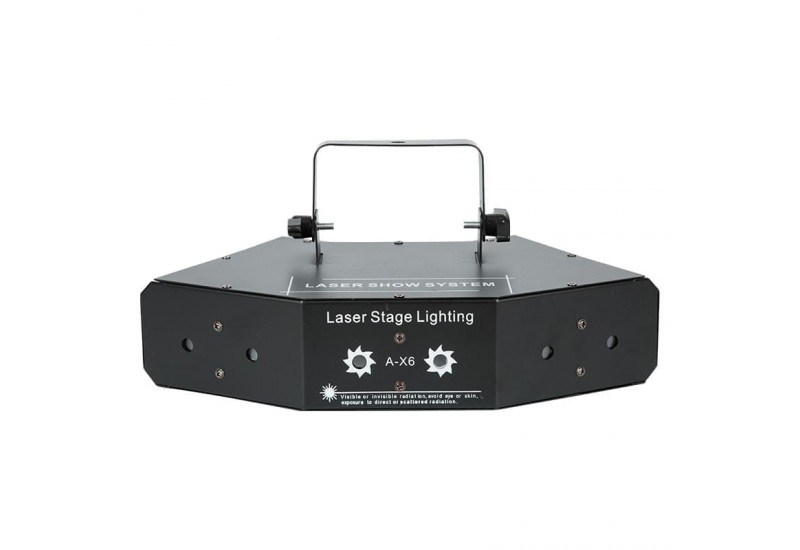 LASER SHOW SYSTEM
Laser Stage Lighting
A-X6
Visible or invisible radiation, avoid eye or skin,
exposure to direct or scattered radiation.